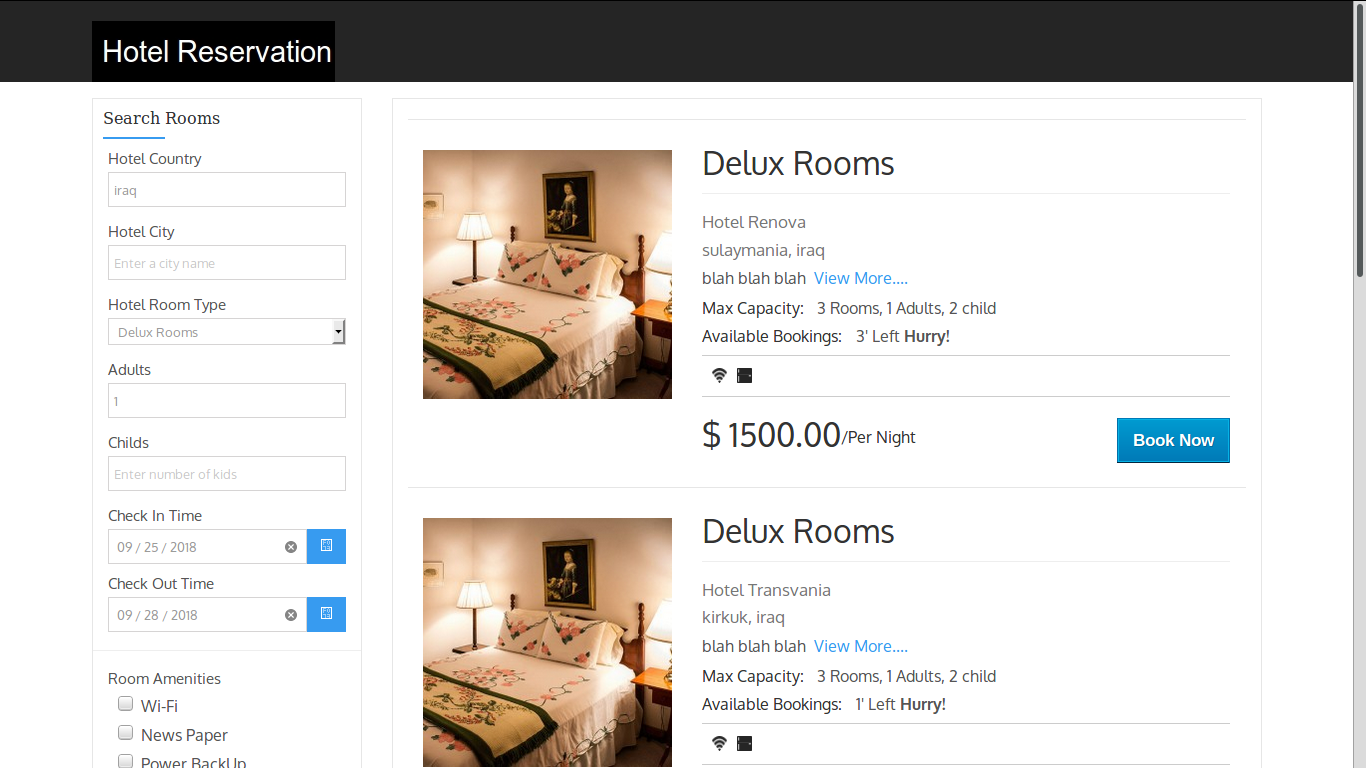 Hotel Reservation
Search Rooms
Hotel Country
iraq
Hotel City
Enter a city name
Hotel Room Type
Delux Rooms
Adults
1
Childs
Enter number of kids
Check In Time
09 / 25 / 2018
Check Out Time
09 / 28 / 2018
Room Amenities
Wi-Fi
News Paper
Power BackUp
Delux Rooms
Hotel Renova
sulaymania, iraq
blah blah blah View More....
Max Capacity: 3 Rooms, 1 Adults, 2 child
Available Bookings: 3' Left Hurry!
$ 1500.00/Per Night
Book Now
Delux Rooms
Hotel Transvania
kirkuk, iraq
blah blah blah View More....
Max Capacity: 3 Rooms, 1 Adults, 2 child
Available Bookings: 1' Left Hurry!